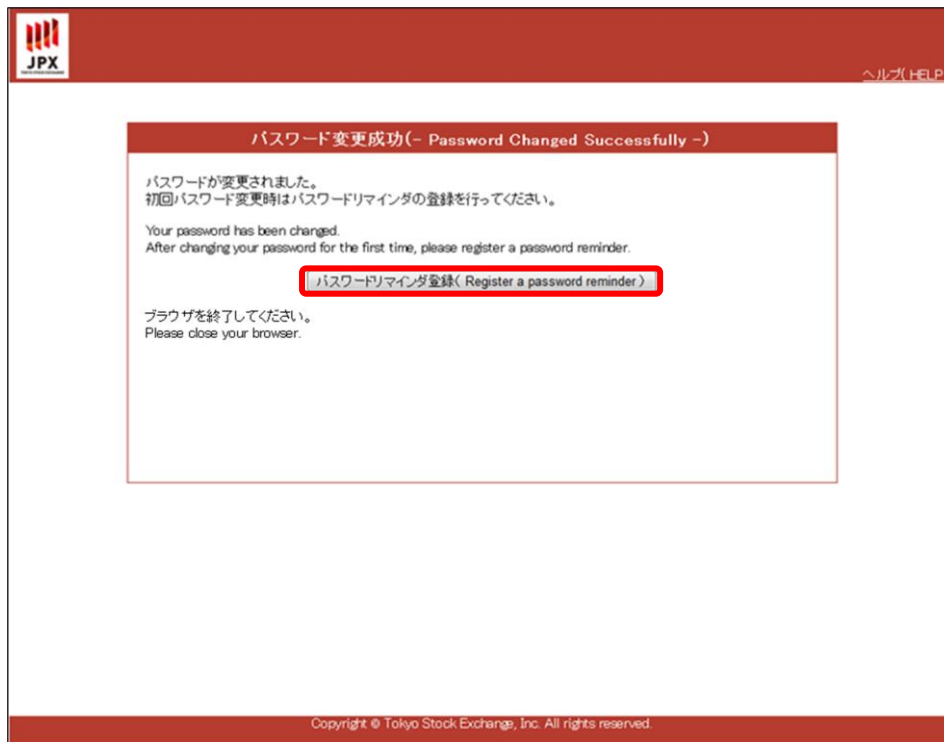 JPX
TOKYO STOCK EXCHANGE
ヘルプ( HELP
パスワード変更成功(- Password Changed Successfully -)
パスワードが変更されました。
初回パスワード変更時はパスワードリマインダの登録を行ってください。
Your password has been changed.
After changing your password for the first time, please register a password reminder.
パスワードリマインダ登録( Register a password reminder )
ブラウザを終了してください。
Please close your browser.
Copyright © Tokyo Stock Exchange, Inc. All rights reserved.